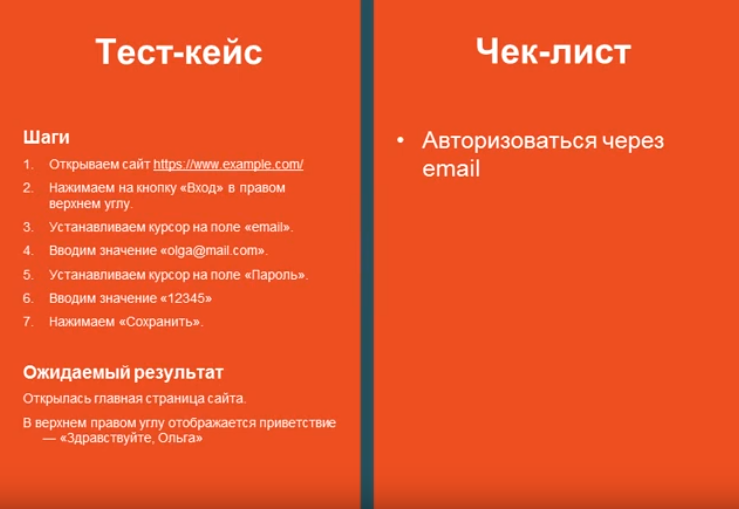 Тест-кейс
Шаги
1. Открываем сайт https://www.example.com/
2. Нажимаем на кнопку «Вход» в правом
верхнем углу.
3. Устанавливаем курсор на поле «email».
4. Вводим значение «olga@mail.com».
5. Устанавливаем курсор на поле «Пароль».
6. Вводим значение «12345»
7. Нажимаем «Сохранить».
Ожидаемый результат
Открылась главная страница сайта.
В верхнем правом углу отображается приветствие
— «Здравствуйте, Ольга»
Чек-лист
• Авторизоваться через
email